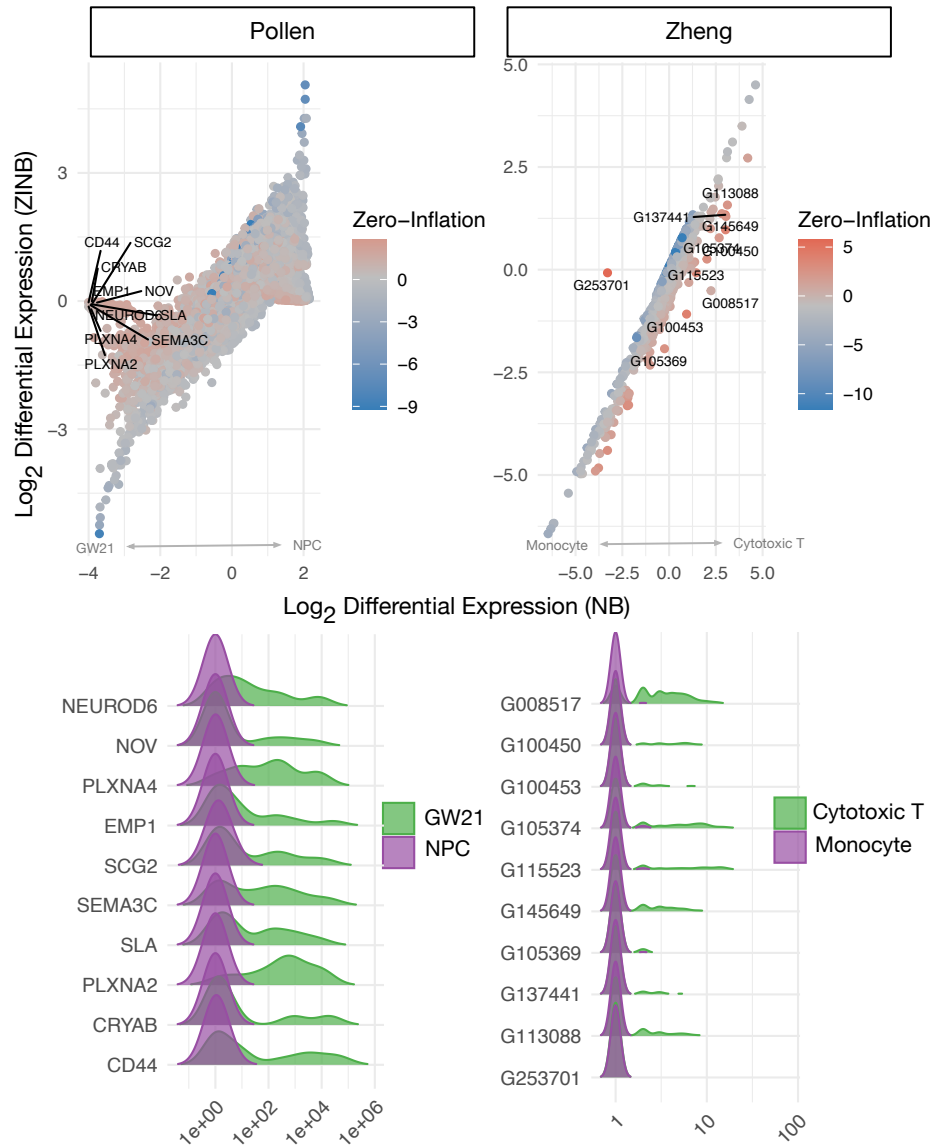 Pollen
Zheng
Log2 Differential Expression (ZINB)
3
0
−3
CD44
SCG2
CRYAB
EMP1
NOV
NEUROD6
SLA
PLXNA4
SEMA3C
PLXNA2
GW21
NPC
−4
−2
0
2
Zero−Inflation
0
−3
−6
−9
5.0
2.5
0.0
−2.5
−5.0
G113088
G137441
G145649
G105374
G100450
G115523
G253701
G008517
G100453
G105369
Monocyte
Cytotoxic T
−5.0
−2.5
0.0
2.5
5.0
Zero−Inflation
5
0
−5
−10
Log2 Differential Expression (NB)
NEUROD6
NOV
PLXNA4
EMP1
SCG2
SEMA3C
SLA
PLXNA2
CRYAB
CD44
1e+00
1e+02
1e+04
1e+06
GW21
NPC
G008517
G100450
G100453
G105374
G115523
G145649
G105369
G137441
G113088
G253701
1
10
100
Cytotoxic T
Monocyte